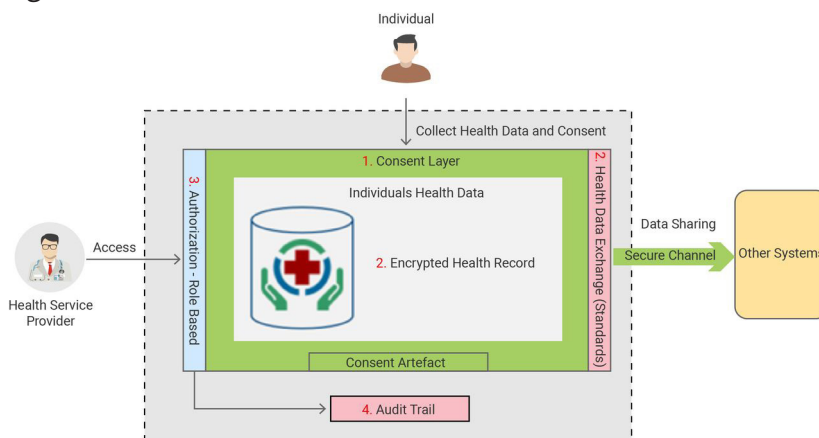 Individual
Collect Health Data and Consent
1. Consent Layer
Individuals Health Data
2. Encrypted Health Record
3. Authorization - Role Based
2. Health Data Exchange (Standards)
Access
Health Service
Provider
Data Sharing
Secure Channel
Other Systems
Consent Artefact
4. Audit Trail